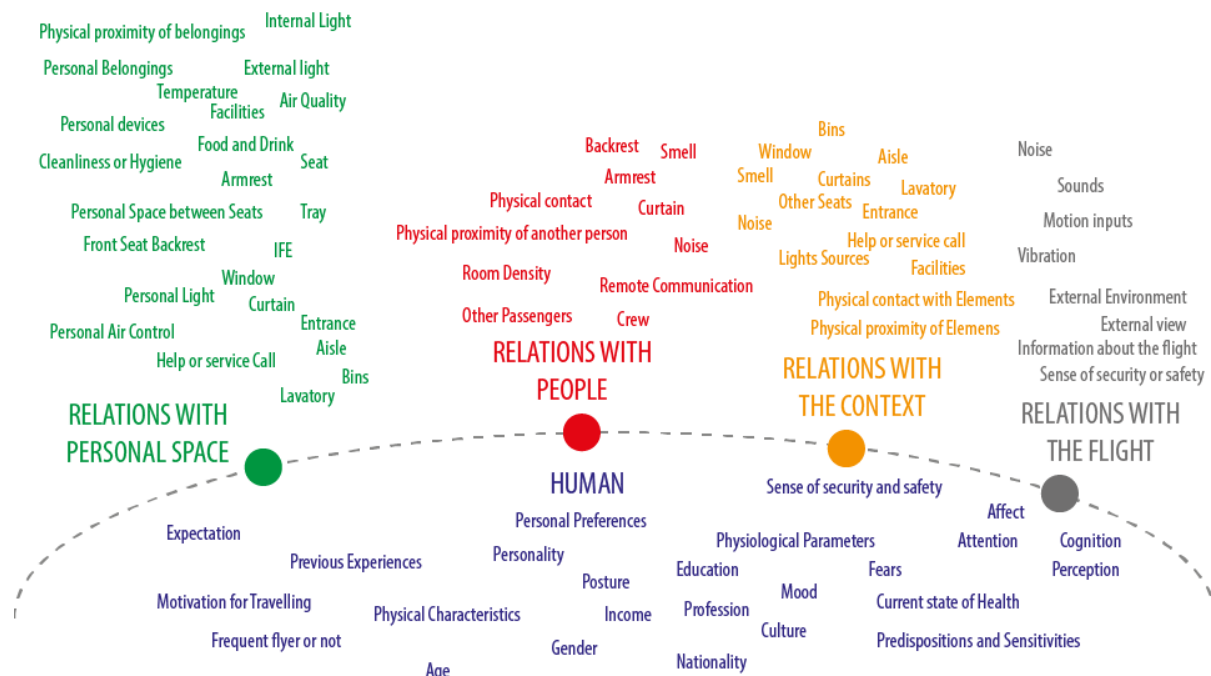 Physical proximity of belongings
Internal Light
Personal Belongings
External light
Temperature
Air Quality
Facilities
Personal devices
Food and Drink
Cleanliness or Hygiene
Seat
Armrest
Personal Space between Seats
Tray
Front Seat Backrest
IFE
Window
Personal Light
Curtain
Personal Air Control
Entrance
Aisle
Help or service Call
Bins
Lavatory
RELATIONS WITH
PERSONAL SPACE
Backrest
Smell
Armrest
Physical contact
Curtain
Physical proximity of another person
Noise
Room Density
Remote Communication
Other Passengers
Crew
RELATIONS WITH
PEOPLE
Bins
Window
Aisle
Smell
Curtains
Lavatory
Other Seats
Entrance
Noise
Help or service call
Lights Sources
Facilities
Physical contact with Elements
Physical proximity of Elemens
RELATIONS WITH
THE CONTEXT
Noise
Sounds
Motion inputs
Vibration
External Environment
External view
Information about the flight
Sense of security or safety
RELATIONS WITH
THE FLIGHT
HUMAN
Sense of security and safety
Affect
Expectation
Personal Preferences
Physiological Parameters
Attention
Cognition
Previous Experiences
Personality
Posture
Education
Fears
Perception
Mood
Motivation for Travelling
Physical Characteristics
Income
Profession
Current state of Health
Culture
Frequent flyer or not
Gender
Predispositions and Sensitivities
Age
Nationality